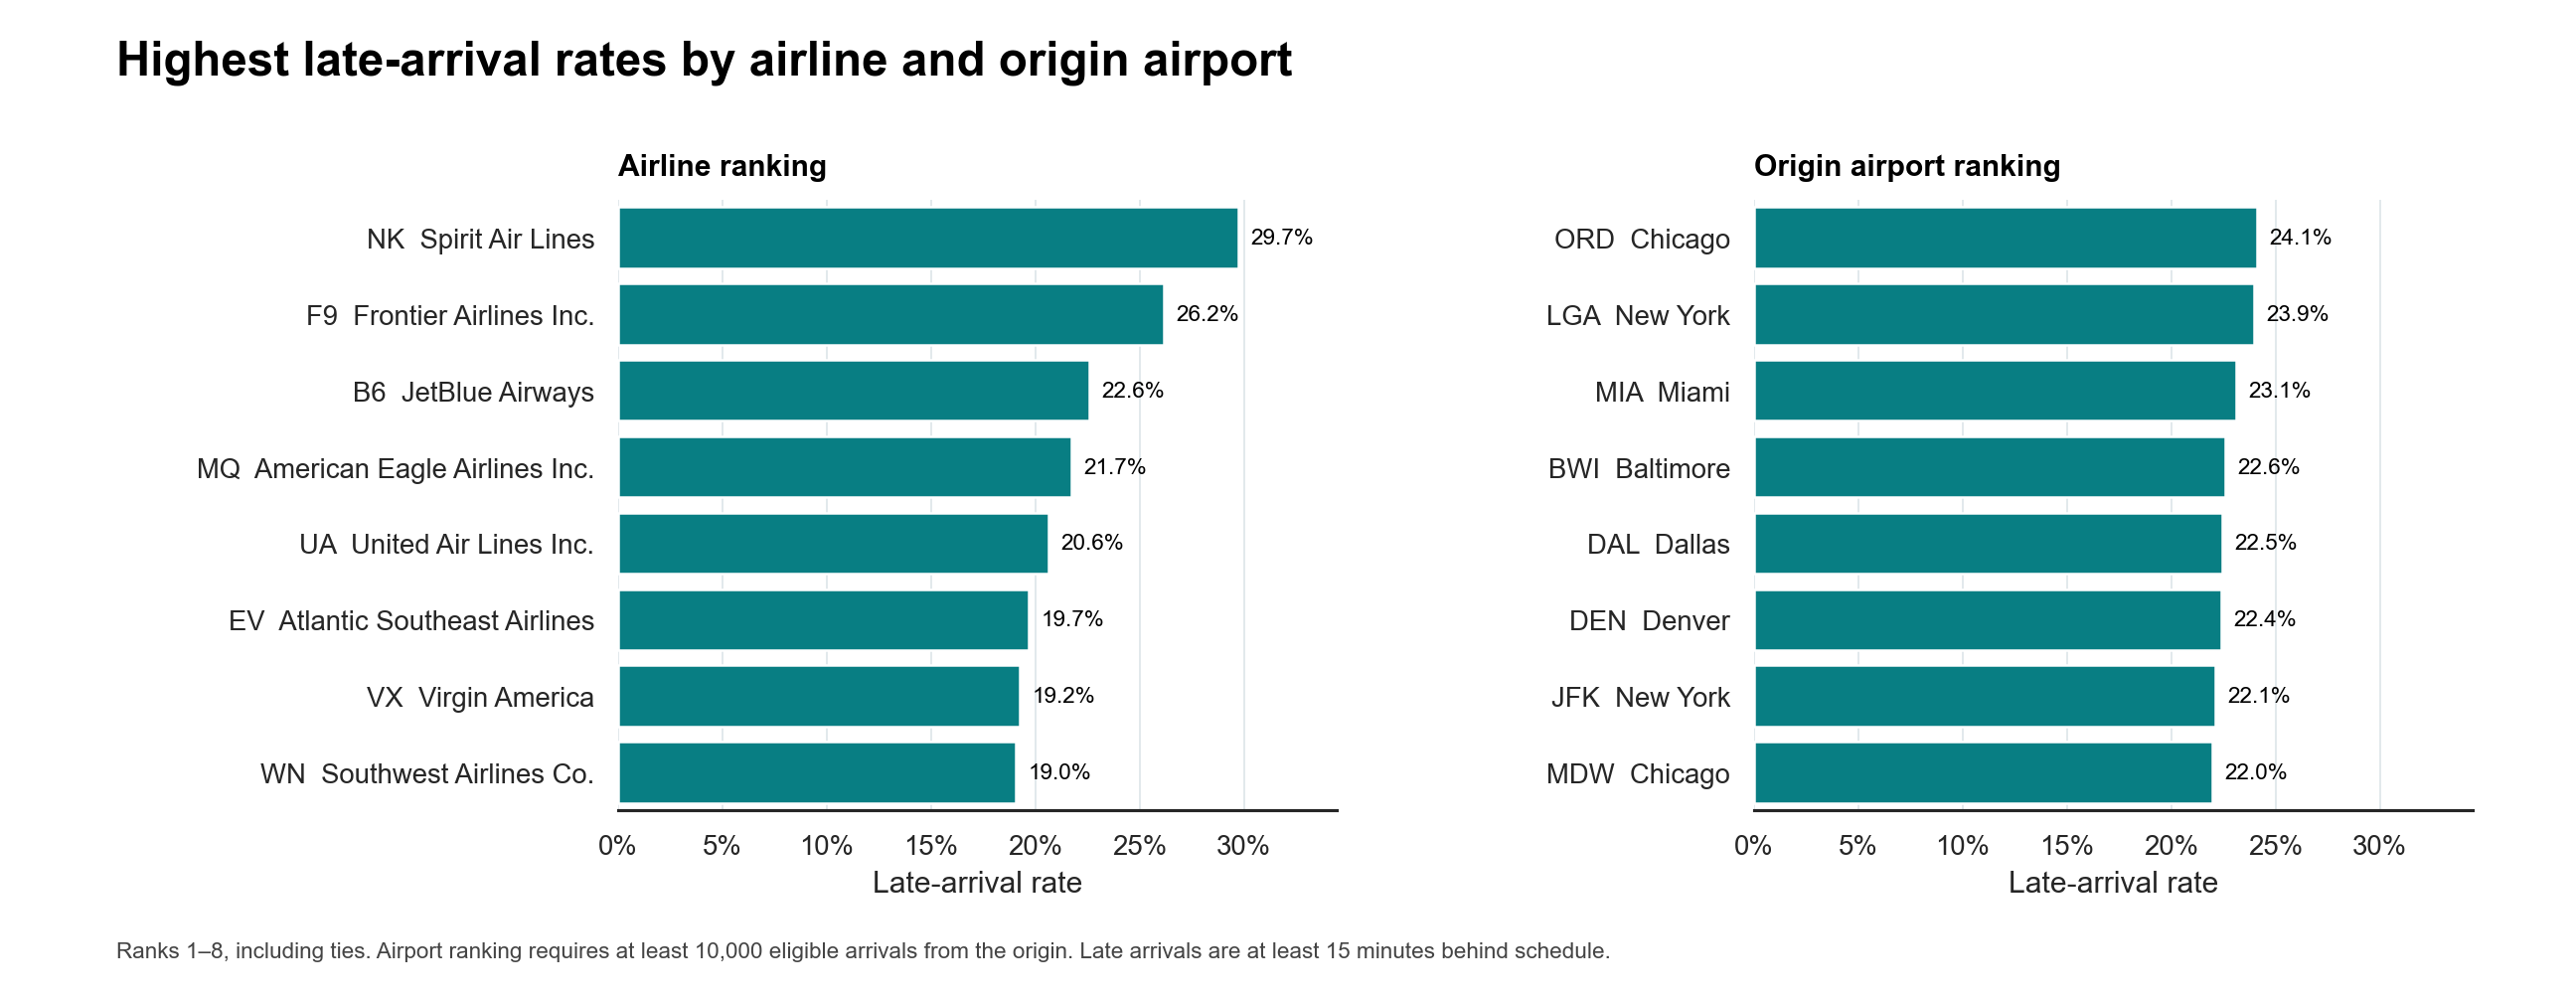 Highest late-arrival rates by airline and origin airport
Airline ranking
NK  Spirit Air Lines 29.7%
F9  Frontier Airlines Inc. 26.2%
B6  JetBlue Airways 22.6%
MQ  American Eagle Airlines Inc. 21.7%
UA  United Air Lines Inc. 20.6%
EV  Atlantic Southeast Airlines 19.7%
VX  Virgin America 19.2%
WN  Southwest Airlines Co. 19.0%
0% 5% 10% 15% 20% 25% 30%
Late-arrival rate
Origin airport ranking
ORD  Chicago 24.1%
LGA  New York 23.9%
MIA  Miami 23.1%
BWI  Baltimore 22.6%
DAL  Dallas 22.5%
DEN  Denver 22.4%
JFK  New York 22.1%
MDW  Chicago 22.0%
0% 5% 10% 15% 20% 25% 30%
Late-arrival rate
Ranks 1–8, including ties. Airport ranking requires at least 10,000 eligible arrivals from the origin. Late arrivals are at least 15 minutes behind schedule.